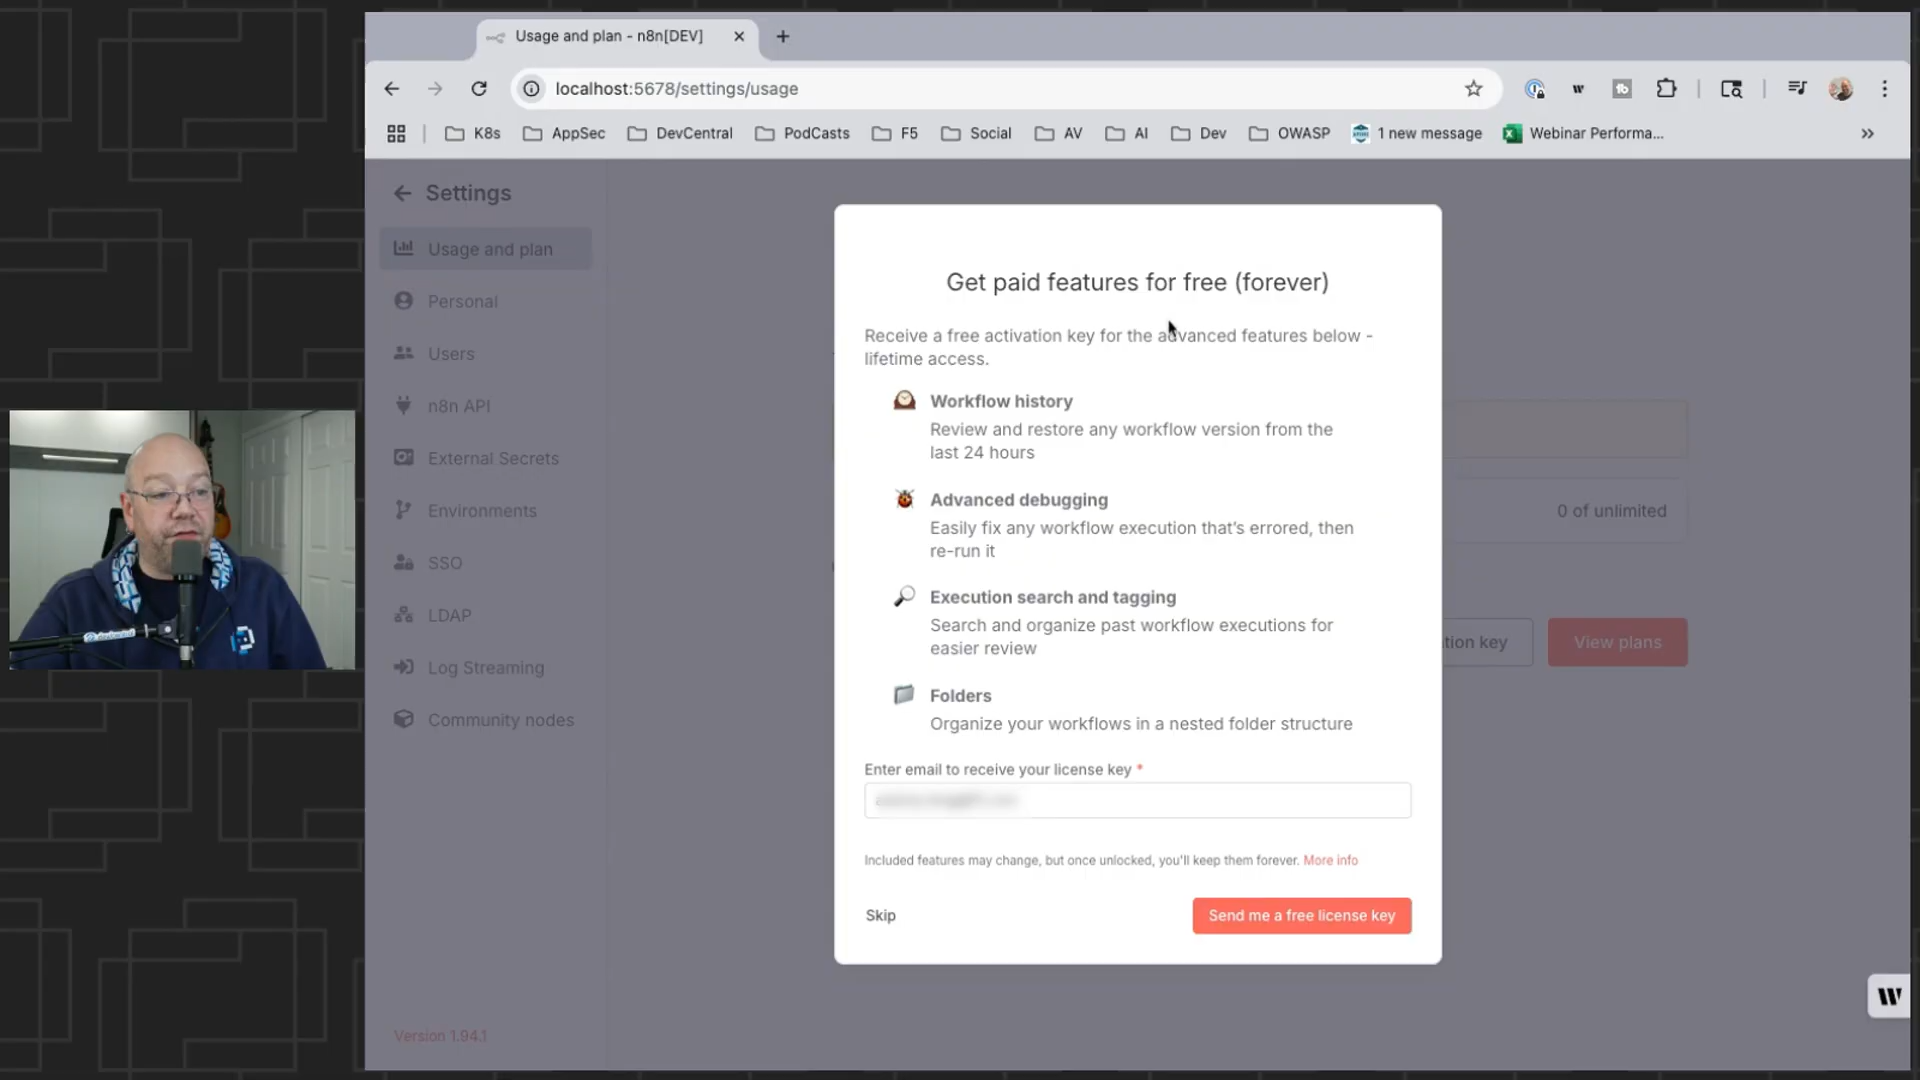 Usage and plan - n8n[DEV]
localhost:5678/settings/usage
K8s
AppSec
DevCentral
PodCasts
F5
Social
AV
AI
Dev
OWASP
1 new message
Webinar Performa...
Settings
Usage and plan
Personal
Users
n8n API
External Secrets
Environments
SSO
LDAP
Log Streaming
Community nodes
Version 1.94.1
Get paid features for free (forever)
Receive a free activation key for the advanced features below -
lifetime access.
Workflow history
Review and restore any workflow version from the
last 24 hours
Advanced debugging
Easily fix any workflow execution that's errored, then
re-run it
Execution search and tagging
Search and organize past workflow executions for
easier review
Folders
Organize your workflows in a nested folder structure
Enter email to receive your license key *
Included features may change, but once unlocked, you'll keep them forever. More info
Skip
Send me a free license key
0 of unlimited
tion key
View plans